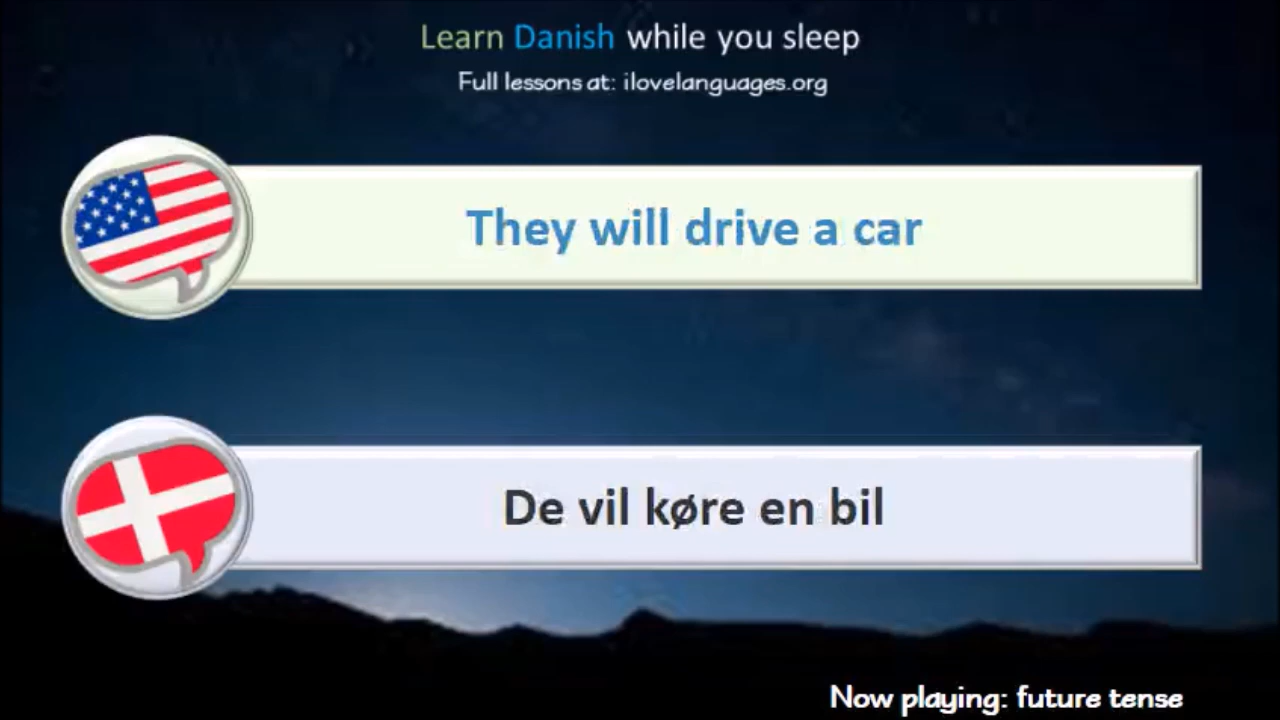 Learn Danish while you sleep
Full lessons at: ilovelanguages.org
They will drive a car
De vil køre en bil
Now playing: future tense